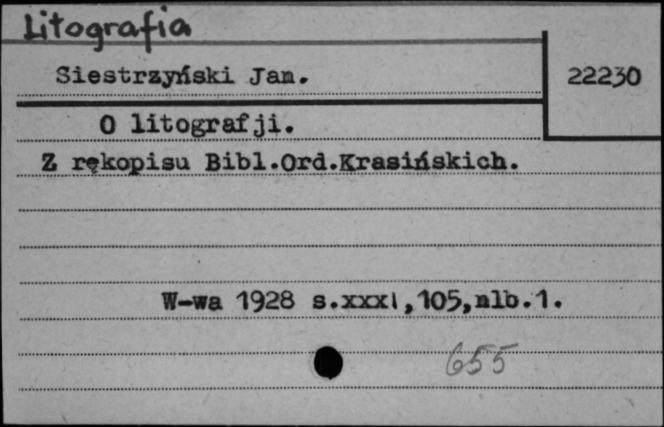 Litografia
Siestrzyński Jan.
22230
O litografji.
Z rękopisu Bibl.Ord.Krasińskich.
W-wa 1928 s.xxxi,105,nlb.1.
655